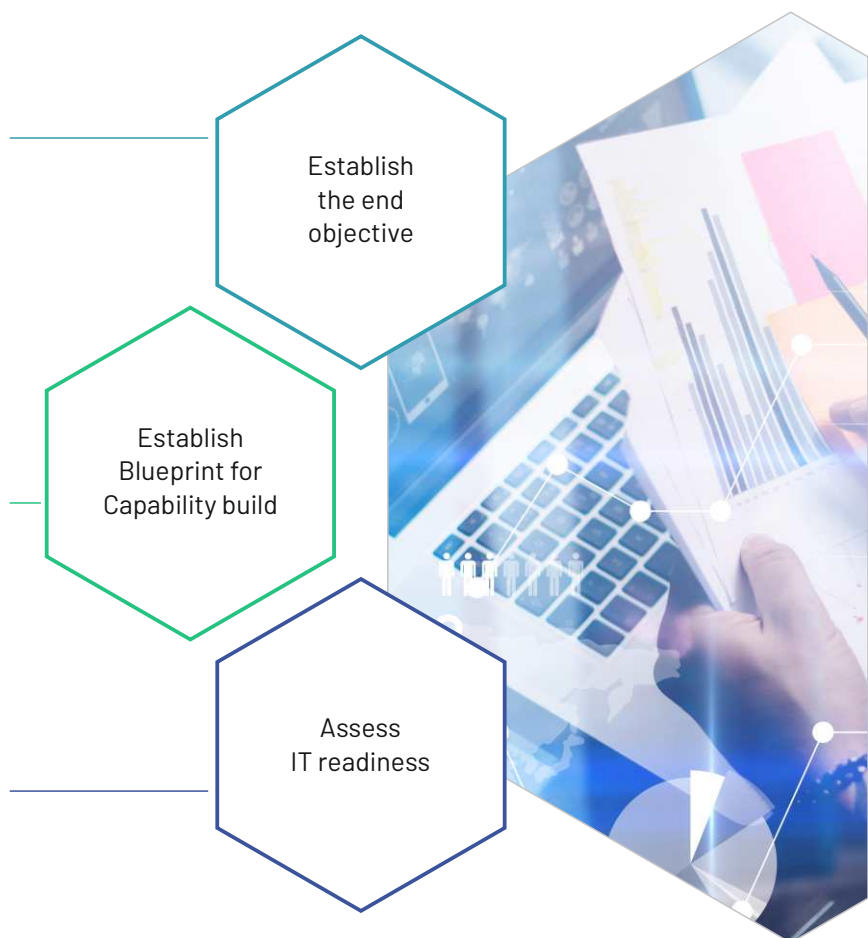 Establish
the end
objective
Establish
Blueprint for
Capability build
Assess
IT readiness